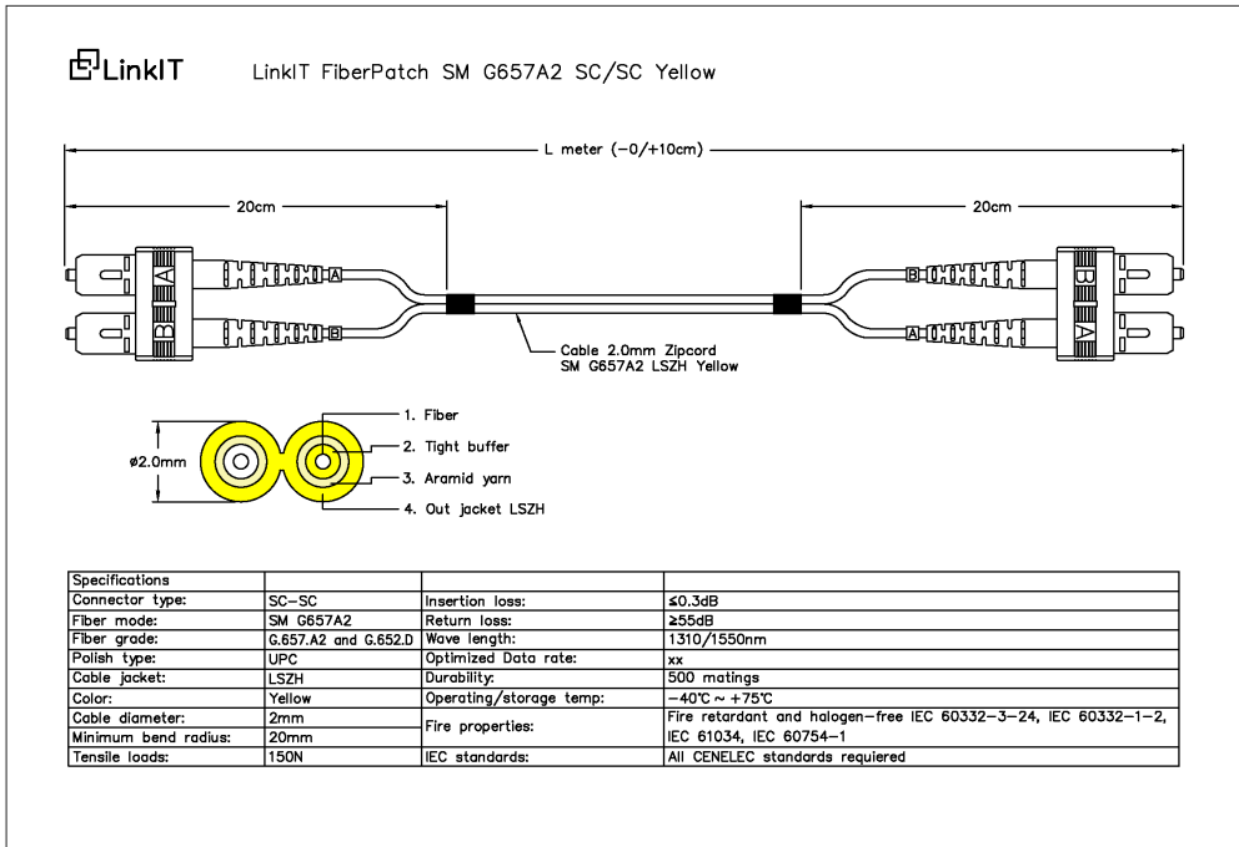 LinkIT
LinkIT FiberPatch SM G657A2 SC/SC Yellow
L meter (-0/+10cm)
20cm
20cm
A
B
A
B
B
A
B
A
Cable 2.0mm Zipcord
SM G657A2 LSZH Yellow
ø2.0mm
1. Fiber
2. Tight buffer
3. Aramid yarn
4. Out jacket LSZH
Specifications
Connector type: SC-SC Insertion loss: ≤0.3dB
Fiber mode: SM G657A2 Return loss: ≥55dB
Fiber grade: G.657.A2 and G.652.D Wave length: 1310/1550nm
Polish type: UPC Optimized Data rate: xx
Cable jacket: LSZH Durability: 500 matings
Color: Yellow Operating/storage temp: -40℃ ~ +75℃
Cable diameter: 2mm Fire properties: Fire retardant and halogen-free IEC 60332-3-24, IEC 60332-1-2,
Minimum bend radius: 20mm IEC 61034, IEC 60754-1
Tensile loads: 150N IEC standards: All CENELEC standards requiered